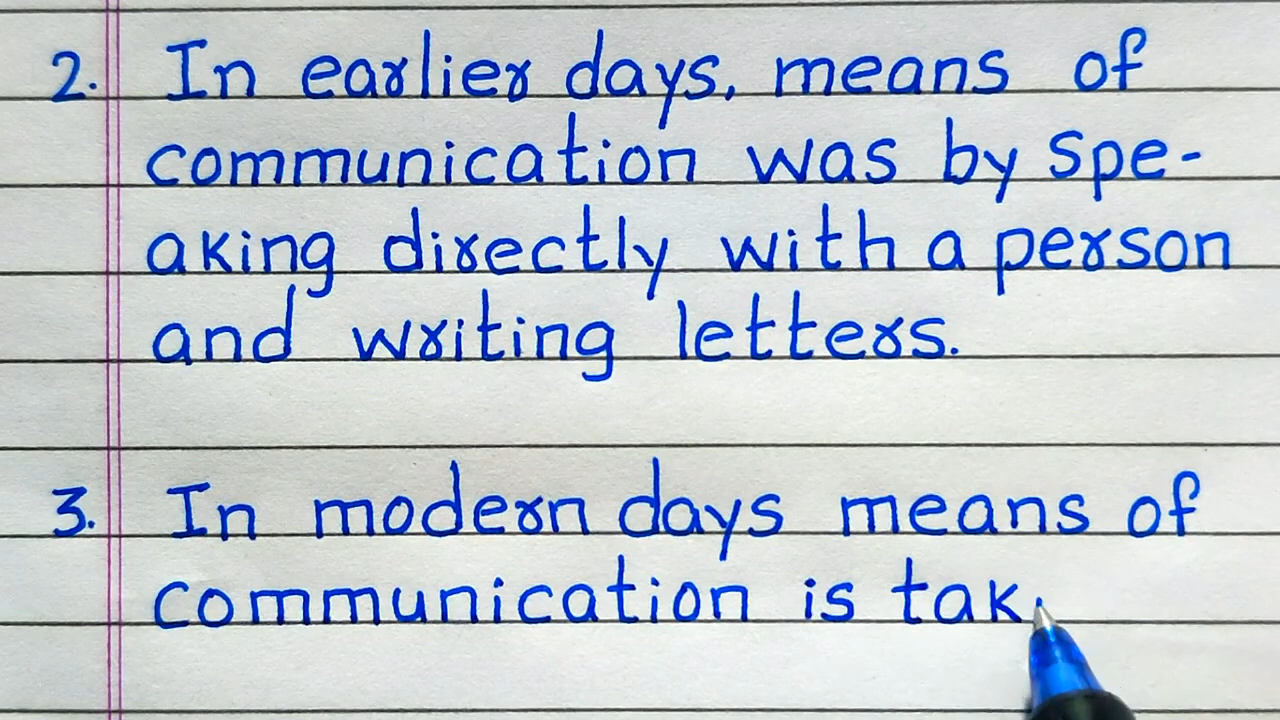 2. In earlier days, means of
communication was by spe-
aking directly with a person
and writing letters.
3. In modern days means of
communication is tak